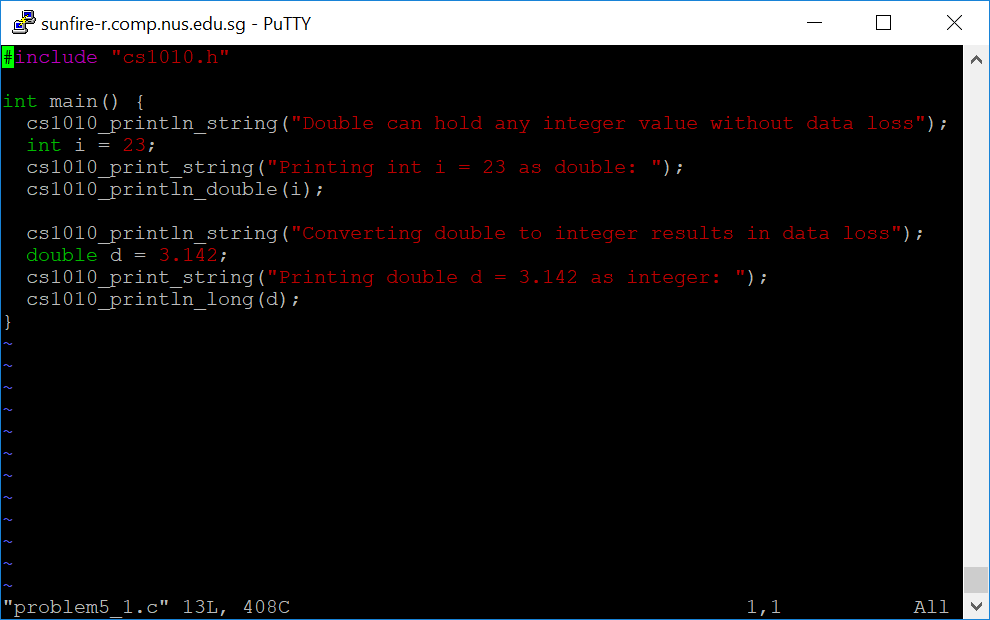 sunfire-r.comp.nus.edu.sg - PuTTY
#include "cs1010.h"

int main() {
  cs1010_println_string("Double can hold any integer value without data loss");
  int i = 23;
  cs1010_print_string("Printing int i = 23 as double: ");
  cs1010_println_double(i);

  cs1010_println_string("Converting double to integer results in data loss");
  double d = 3.142;
  cs1010_print_string("Printing double d = 3.142 as integer: ");
  cs1010_println_long(d);
}
~
~
~
~
~
~
~
~
~
~
~
~
"problem5_1.c" 13L, 408C 1,1 All